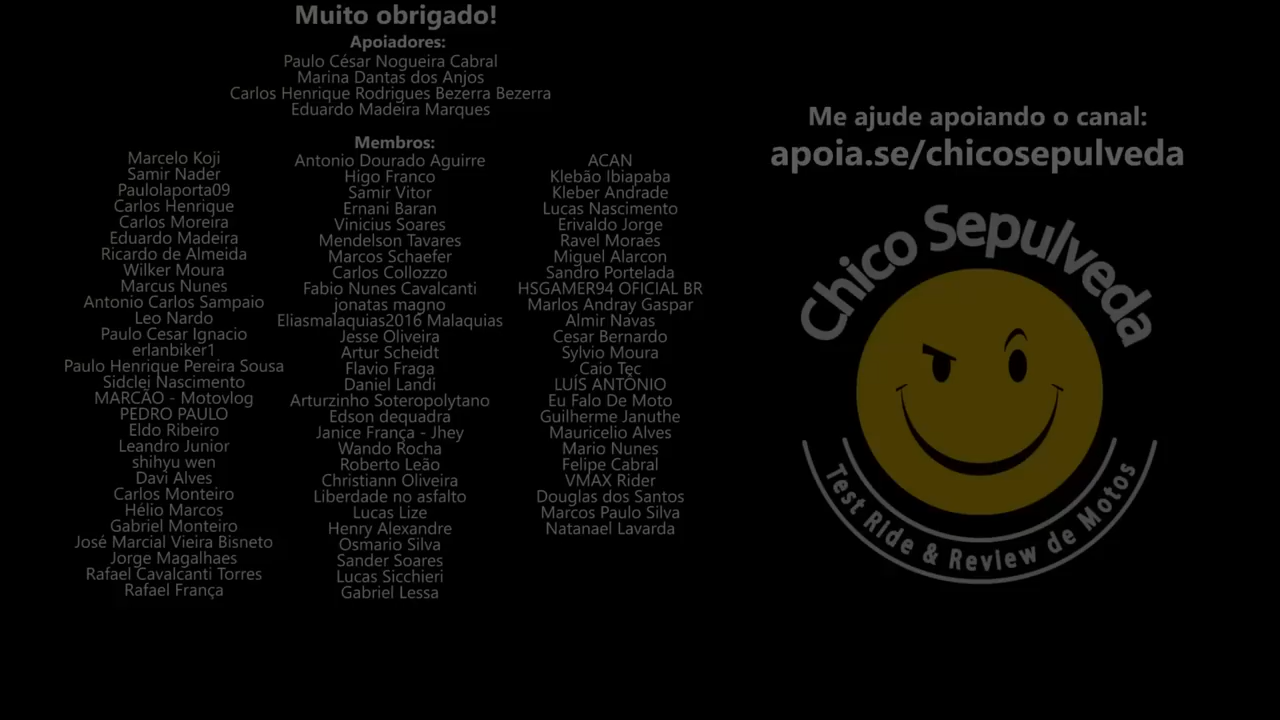 Muito obrigado!
Apoiadores:
Paulo César Nogueira Cabral
Marina Dantas dos Anjos
Carlos Henrique Rodrigues Bezerra Bezerra
Eduardo Madeira Marques
Membros:
Marcelo Koji
Samir Nader
Paulolaporta09
Carlos Henrique
Carlos Moreira
Eduardo Madeira
Ricardo de Almeida
Wilker Moura
Marcus Nunes
Antonio Carlos Sampaio
Leo Nardo
Paulo Cesar Ignacio
erlanbiker1
Paulo Henrique Pereira Sousa
Sidclei Nascimento
MARCÃO - Motovlog
PEDRO PAULO
Eldo Ribeiro
Leandro Junior
shihyu wen
Davi Alves
Carlos Monteiro
Hélio Marcos
Gabriel Monteiro
José Marcial Vieira Bisneto
Jorge Magalhaes
Rafael Cavalcanti Torres
Rafael França
Antonio Dourado Aguirre
Higo Franco
Samir Vitor
Ernani Baran
Vinicius Soares
Mendelson Tavares
Marcos Schaefer
Carlos Collozzo
Fabio Nunes Cavalcanti
jonatas magno
Eliasmalaquias2016 Malaquias
Jesse Oliveira
Artur Scheidt
Flavio Fraga
Daniel Landi
Arturzinho Soteropolytano
Edson dequadra
Janice França - Jhey
Wando Rocha
Roberto Leão
Christiann Oliveira
Liberdade no asfalto
Lucas Lize
Henry Alexandre
Osmario Silva
Sander Soares
Lucas Sicchieri
Gabriel Lessa
ACAN
Klebão Ibiapaba
Kleber Andrade
Lucas Nascimento
Erivaldo Jorge
Ravel Moraes
Miguel Alarcon
Sandro Portelada
HSGAMER94 OFICIAL BR
Marlos Andray Gaspar
Almir Navas
Cesar Bernardo
Sylvio Moura
Caio Tec
LUÍS ANTÔNIO
Eu Falo De Moto
Guilherme Januthe
Mauricelio Alves
Mario Nunes
Felipe Cabral
VMAX Rider
Douglas dos Santos
Marcos Paulo Silva
Natanael Lavarda
Me ajude apoiando o canal:
apoia.se/chicosepulveda
Chico Sepulveda
Test Ride & Review de Motos